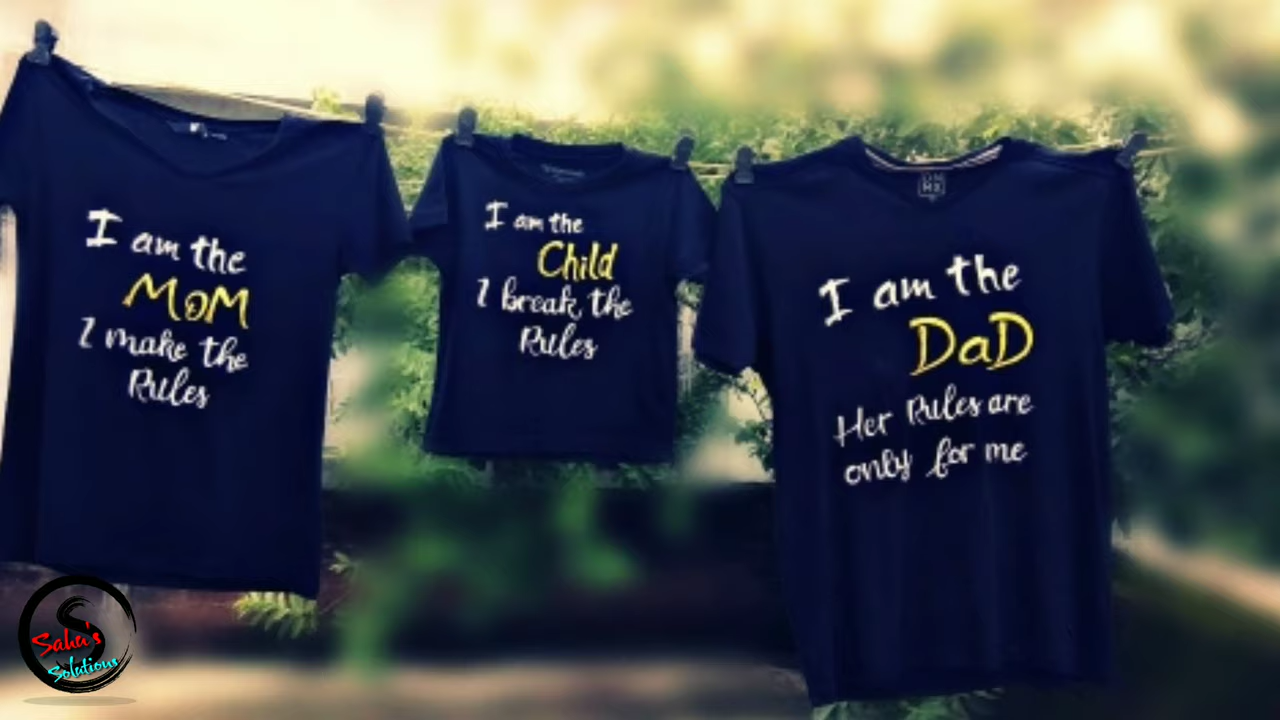 I am the
MoM
I make the
Rules
I am the
Child
I break the
Rules
I am the
DaD
Her Rules are
only for me
Sahu's
Solutions